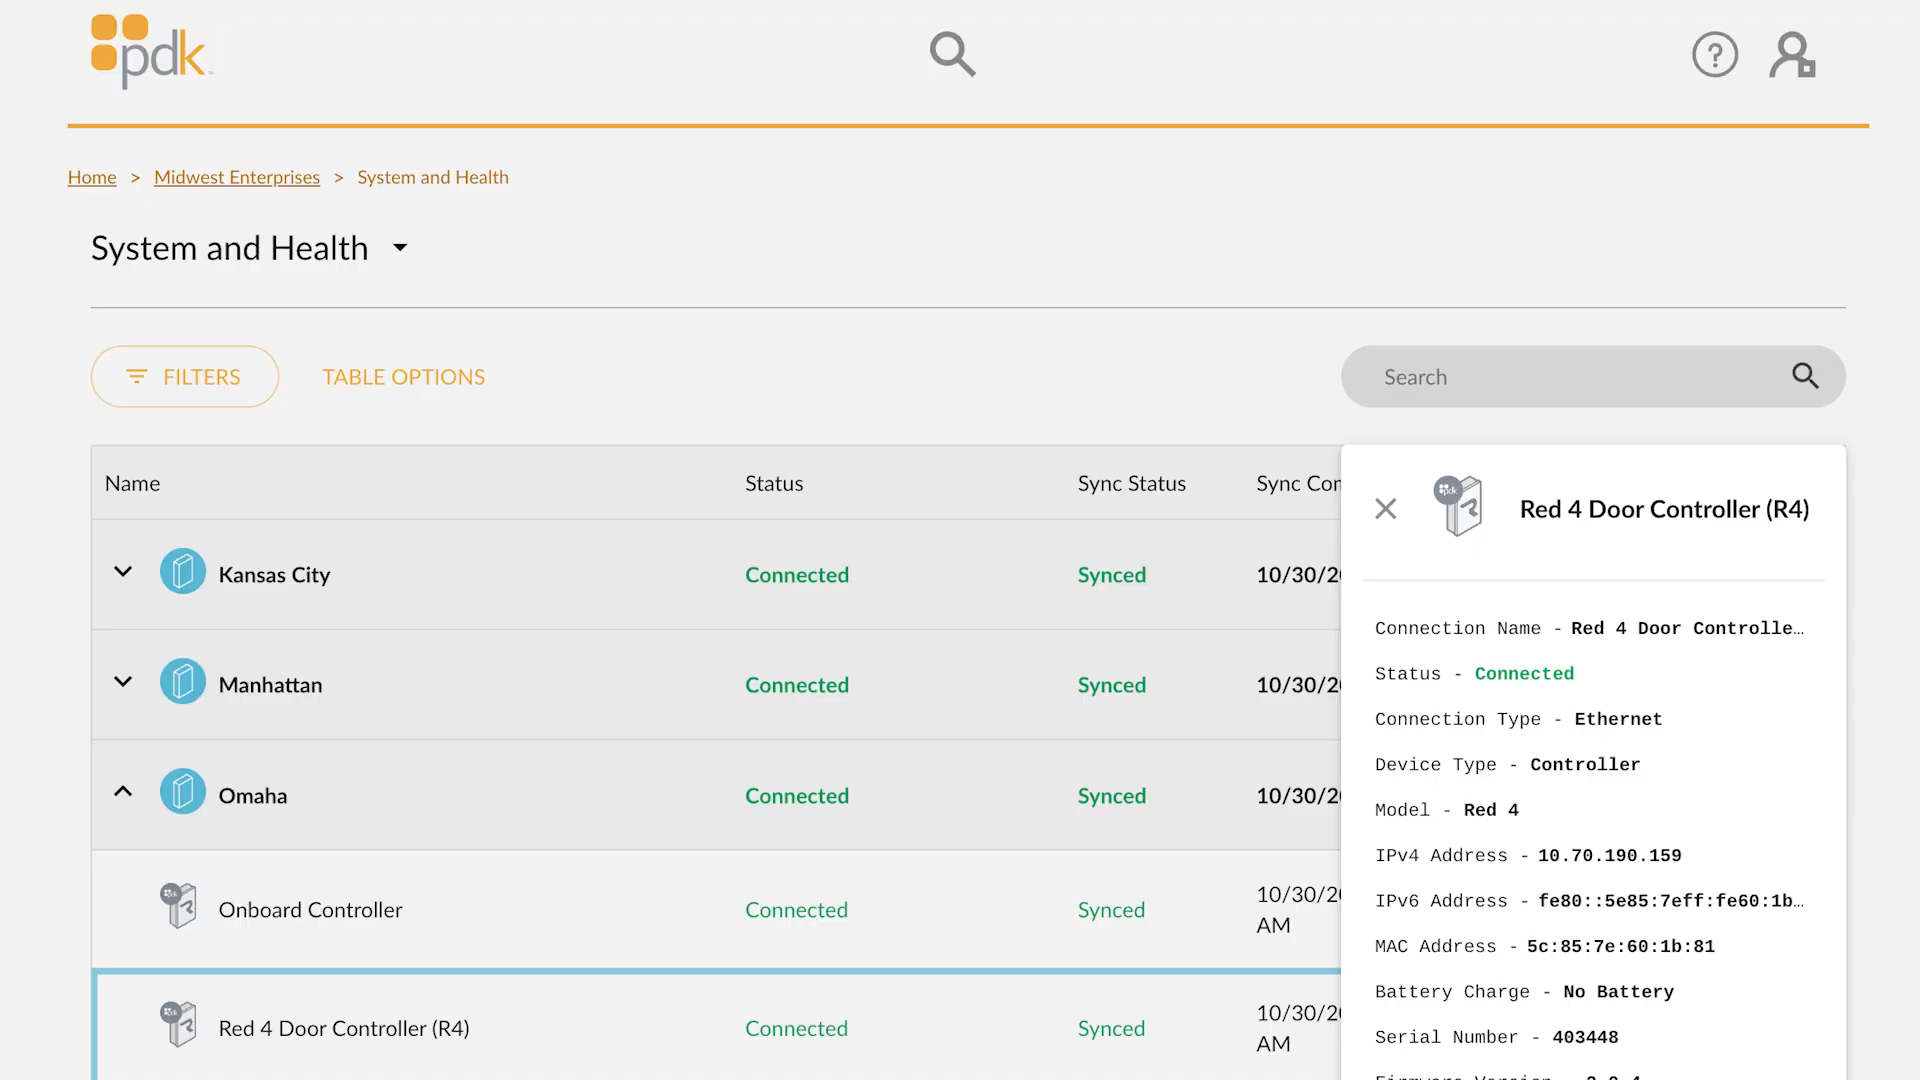 pdk
Home > Midwest Enterprises > System and Health
System and Health
FILTERS
TABLE OPTIONS
Search
Name
Status
Sync Status
Sync Con
Kansas City
Connected
Synced
10/30/20
Manhattan
Connected
Synced
10/30/20
Omaha
Connected
Synced
10/30/20
Onboard Controller
Connected
Synced
10/30/20
AM
Red 4 Door Controller (R4)
Connected
Synced
10/30/20
AM
Red 4 Door Controller (R4)
Connection Name - Red 4 Door Controlle…
Status - Connected
Connection Type - Ethernet
Device Type - Controller
Model - Red 4
IPv4 Address - 10.70.190.159
IPv6 Address - fe80::5e85:7eff:fe60:1b…
MAC Address - 5c:85:7e:60:1b:81
Battery Charge - No Battery
Serial Number - 403448